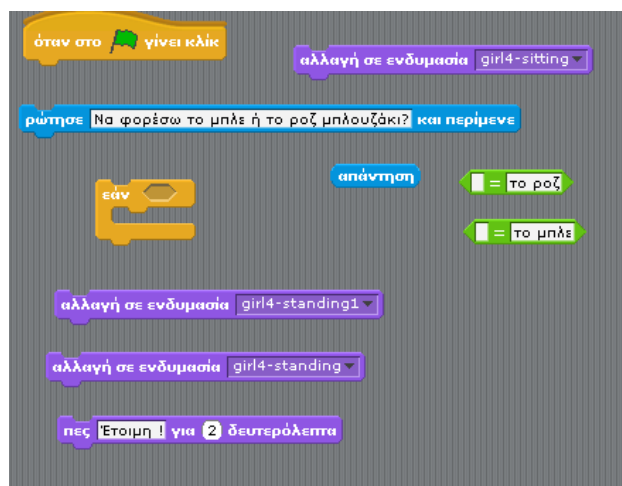 όταν στο γίνει κλίκ
αλλαγή σε ενδυμασία girl4-sitting
ρώτησε Να φορέσω το μπλε ή το ροζ μπλουζάκι? και περίμενε
απάντηση
= το ροζ
εάν
= το μπλε
αλλαγή σε ενδυμασία girl4-standing1
αλλαγή σε ενδυμασία girl4-standing
πες Έτοιμη ! για 2 δευτερόλεπτα